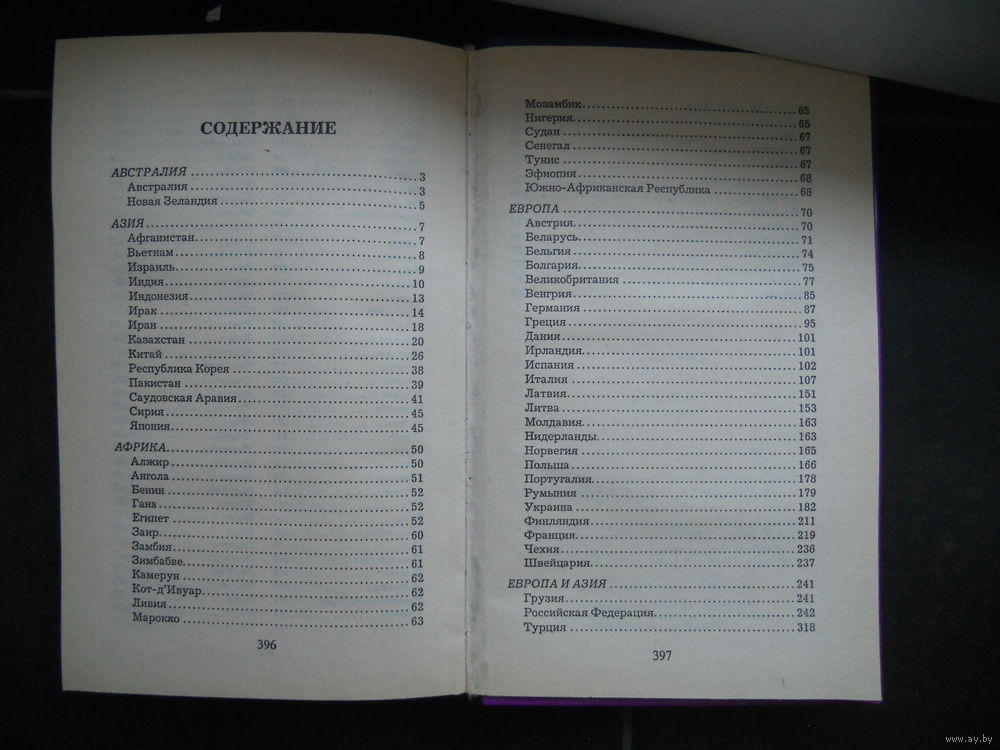 СОДЕРЖАНИЕ
АВСТРАЛИЯ ........ 3
Австралия ........ 3
Новая Зеландия ........ 5
АЗИЯ ........ 7
Афганистан ........ 7
Вьетнам ........ 8
Израиль ........ 9
Индия ........ 10
Индонезия ........ 13
Ирак ........ 14
Иран ........ 18
Казахстан ........ 20
Китай ........ 26
Республика Корея ........ 38
Пакистан ........ 39
Саудовская Аравия ........ 41
Сирия ........ 45
Япония ........ 45
АФРИКА ........ 50
Алжир ........ 50
Ангола ........ 51
Бенин ........ 52
Гана ........ 52
Египет ........ 52
Заир ........ 60
Замбия ........ 61
Зимбабве ........ 61
Камерун ........ 62
Кот-д'Ивуар ........ 62
Ливия ........ 62
Марокко ........ 63
396
Мозамбик ........ 65
Нигерия ........ 65
Судан ........ 67
Сенегал ........ 67
Тунис ........ 67
Эфиопия ........ 68
Южно-Африканская Республика ........ 68
ЕВРОПА ........ 70
Австрия ........ 70
Беларусь ........ 71
Бельгия ........ 74
Болгария ........ 75
Великобритания ........ 77
Венгрия ........ 85
Германия ........ 87
Греция ........ 95
Дания ........ 101
Ирландия ........ 101
Испания ........ 102
Италия ........ 107
Латвия ........ 151
Литва ........ 153
Молдавия ........ 163
Нидерланды ........ 163
Норвегия ........ 165
Польша ........ 166
Португалия ........ 178
Румыния ........ 179
Украина ........ 182
Финляндия ........ 211
Франция ........ 219
Чехия ........ 236
Швейцария ........ 237
ЕВРОПА И АЗИЯ ........ 241
Грузия ........ 241
Российская Федерация ........ 242
Турция ........ 318
397
www.ay.by